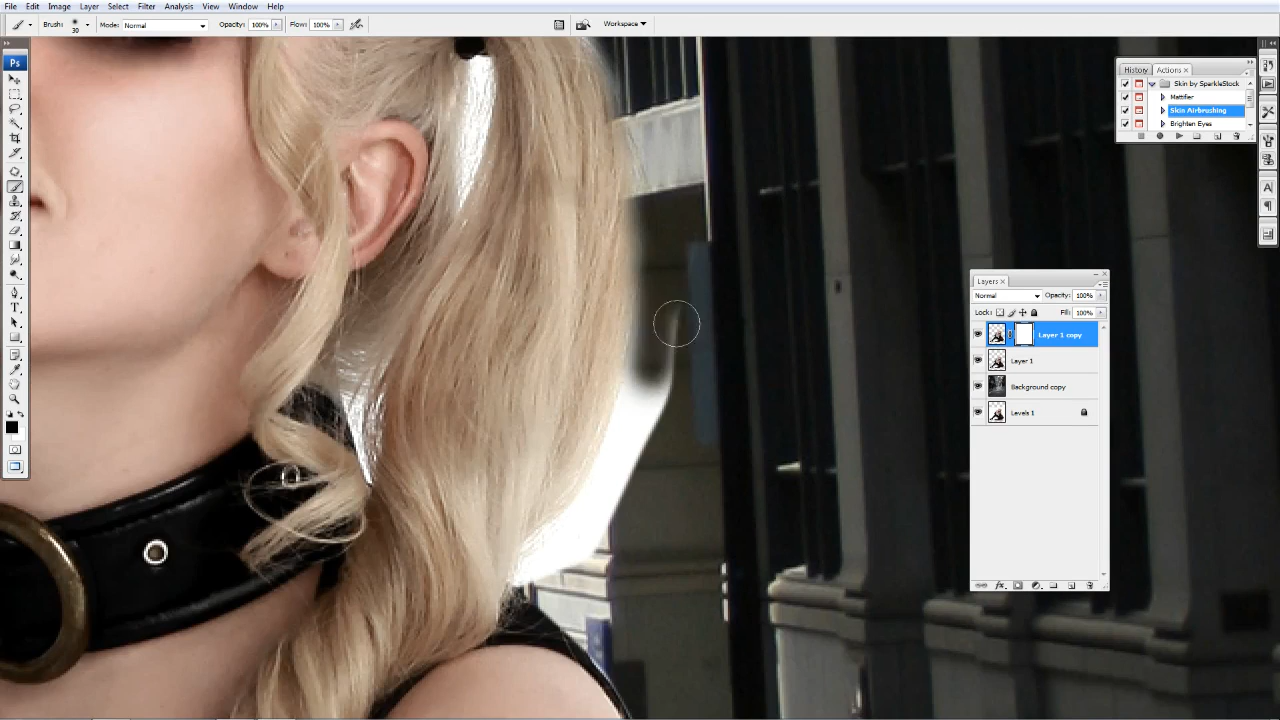 File Edit Image Layer Select Filter Analysis View Window Help
Brush: 30 Mode: Normal Opacity: 100% Flow: 100% Workspace
Ps
History Actions
Skin by SparkleStock
Mattifier
Skin Airbrushing
Brighten Eyes
Layers
Normal Opacity: 100%
Lock: Fill: 100%
Layer 1 copy
Layer 1
Background copy
Levels 1